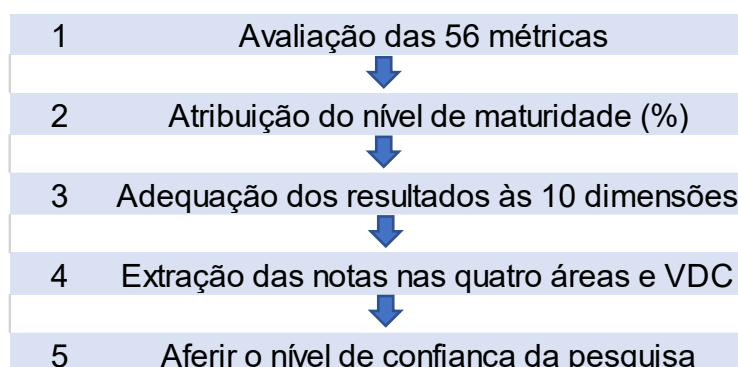 1 Avaliação das 56 métricas
2 Atribuição do nível de maturidade (%)
3 Adequação dos resultados às 10 dimensões
4 Extração das notas nas quatro áreas e VDC
5 Aferir o nível de confiança da pesquisa